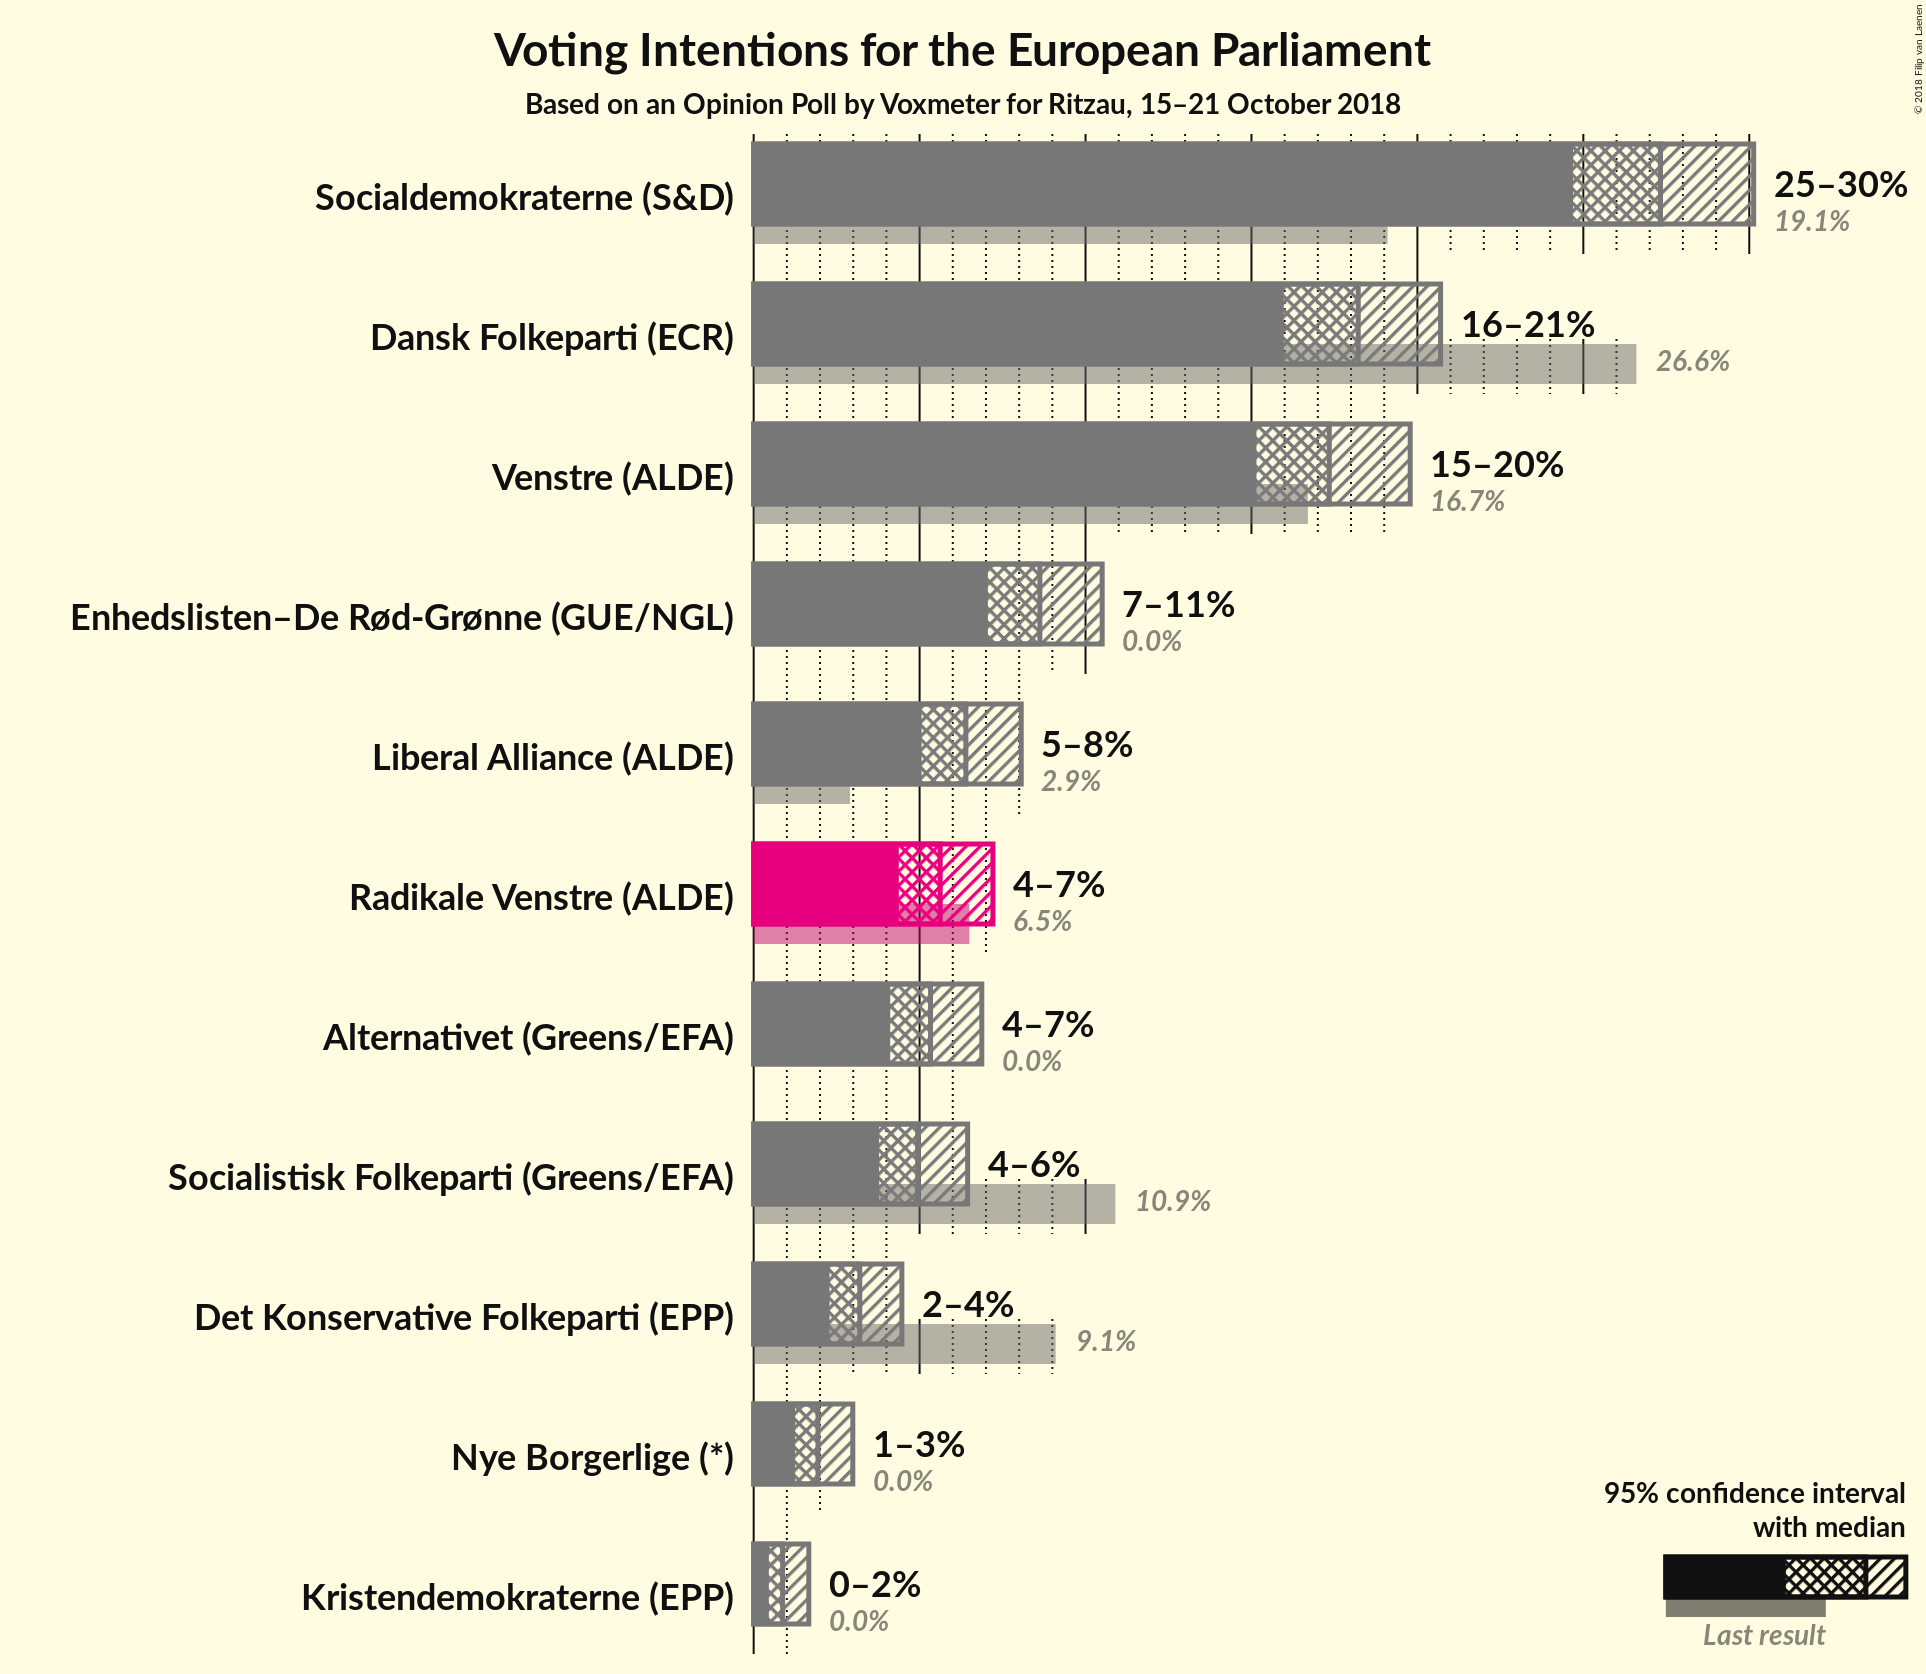 Voting Intentions for the European Parliament
Based on an Opinion Poll by Voxmeter for Ritzau, 15–21 October 2018
© 2018 Filip van Laenen
Socialdemokraterne (S&D)
25–30%
19.1%
Dansk Folkeparti (ECR)
16–21%
26.6%
Venstre (ALDE)
15–20%
16.7%
Enhedslisten–De Rød-Grønne (GUE/NGL)
7–11%
0.0%
Liberal Alliance (ALDE)
5–8%
2.9%
Radikale Venstre (ALDE)
4–7%
6.5%
Alternativet (Greens/EFA)
4–7%
0.0%
Socialistisk Folkeparti (Greens/EFA)
4–6%
10.9%
Det Konservative Folkeparti (EPP)
2–4%
9.1%
Nye Borgerlige (*)
1–3%
0.0%
Kristendemokraterne (EPP)
0–2%
0.0%
95% confidence interval
with median
Last result